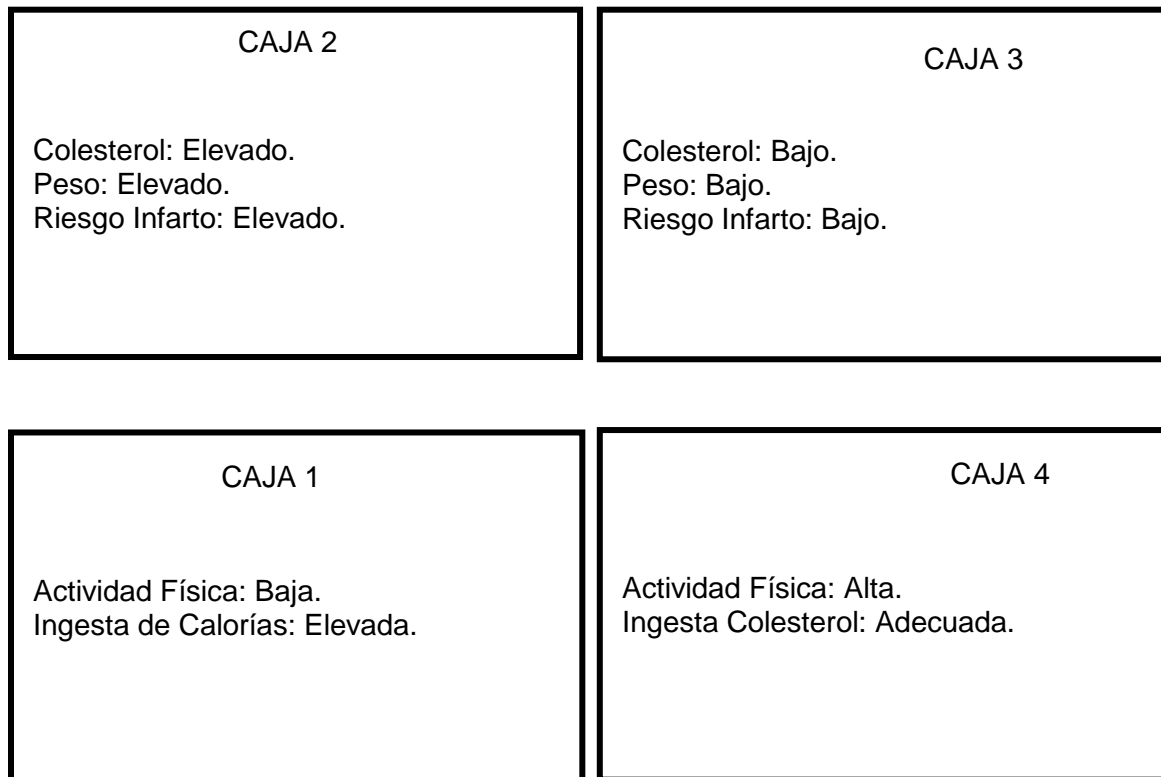 CAJA 2
Colesterol: Elevado.
Peso: Elevado.
Riesgo Infarto: Elevado.
CAJA 3
Colesterol: Bajo.
Peso: Bajo.
Riesgo Infarto: Bajo.
CAJA 1
Actividad Física: Baja.
Ingesta de Calorías: Elevada.
CAJA 4
Actividad Física: Alta.
Ingesta Colesterol: Adecuada.